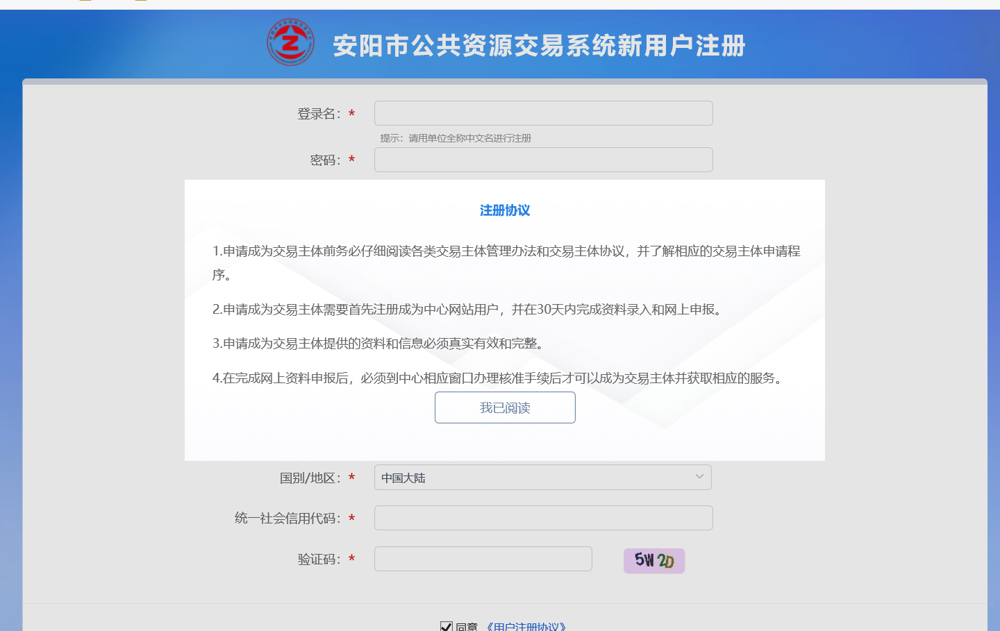 安阳市公共资源交易系统新用户注册
登录名：*
提示：请用单位全称中文名进行注册
密码：*
注册协议
1.申请成为交易主体前务必仔细阅读各类交易主体管理办法和交易主体协议，并了解相应的交易主体申请程
序。
2.申请成为交易主体需要首先注册成为中心网站用户，并在30天内完成资料录入和网上申报。
3.申请成为交易主体提供的资料和信息必须真实有效和完整。
4.在完成网上资料申报后，必须到中心相应窗口办理核准手续后才可以成为交易主体并获取相应的服务。
我已阅读
国别/地区：* 中国大陆
统一社会信用代码：*
验证码：* 5W2D
同意 《用户注册协议》